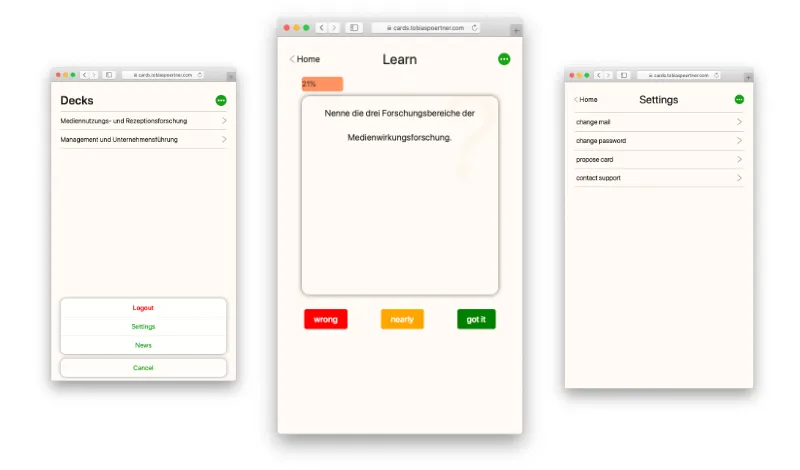 cards.tobiaspoertner.com
Decks
Mediennutzungs- und Rezeptionsforschung
Management und Unternehmensführung
Logout
Settings
News
Cancel
cards.tobiaspoertner.com
Home
Learn
21%
Nenne die drei Forschungsbereiche der
Medienwirkungsforschung.
wrong
nearly
got it
cards.tobiaspoertner.com
Home
Settings
change mail
change password
propose card
contact support